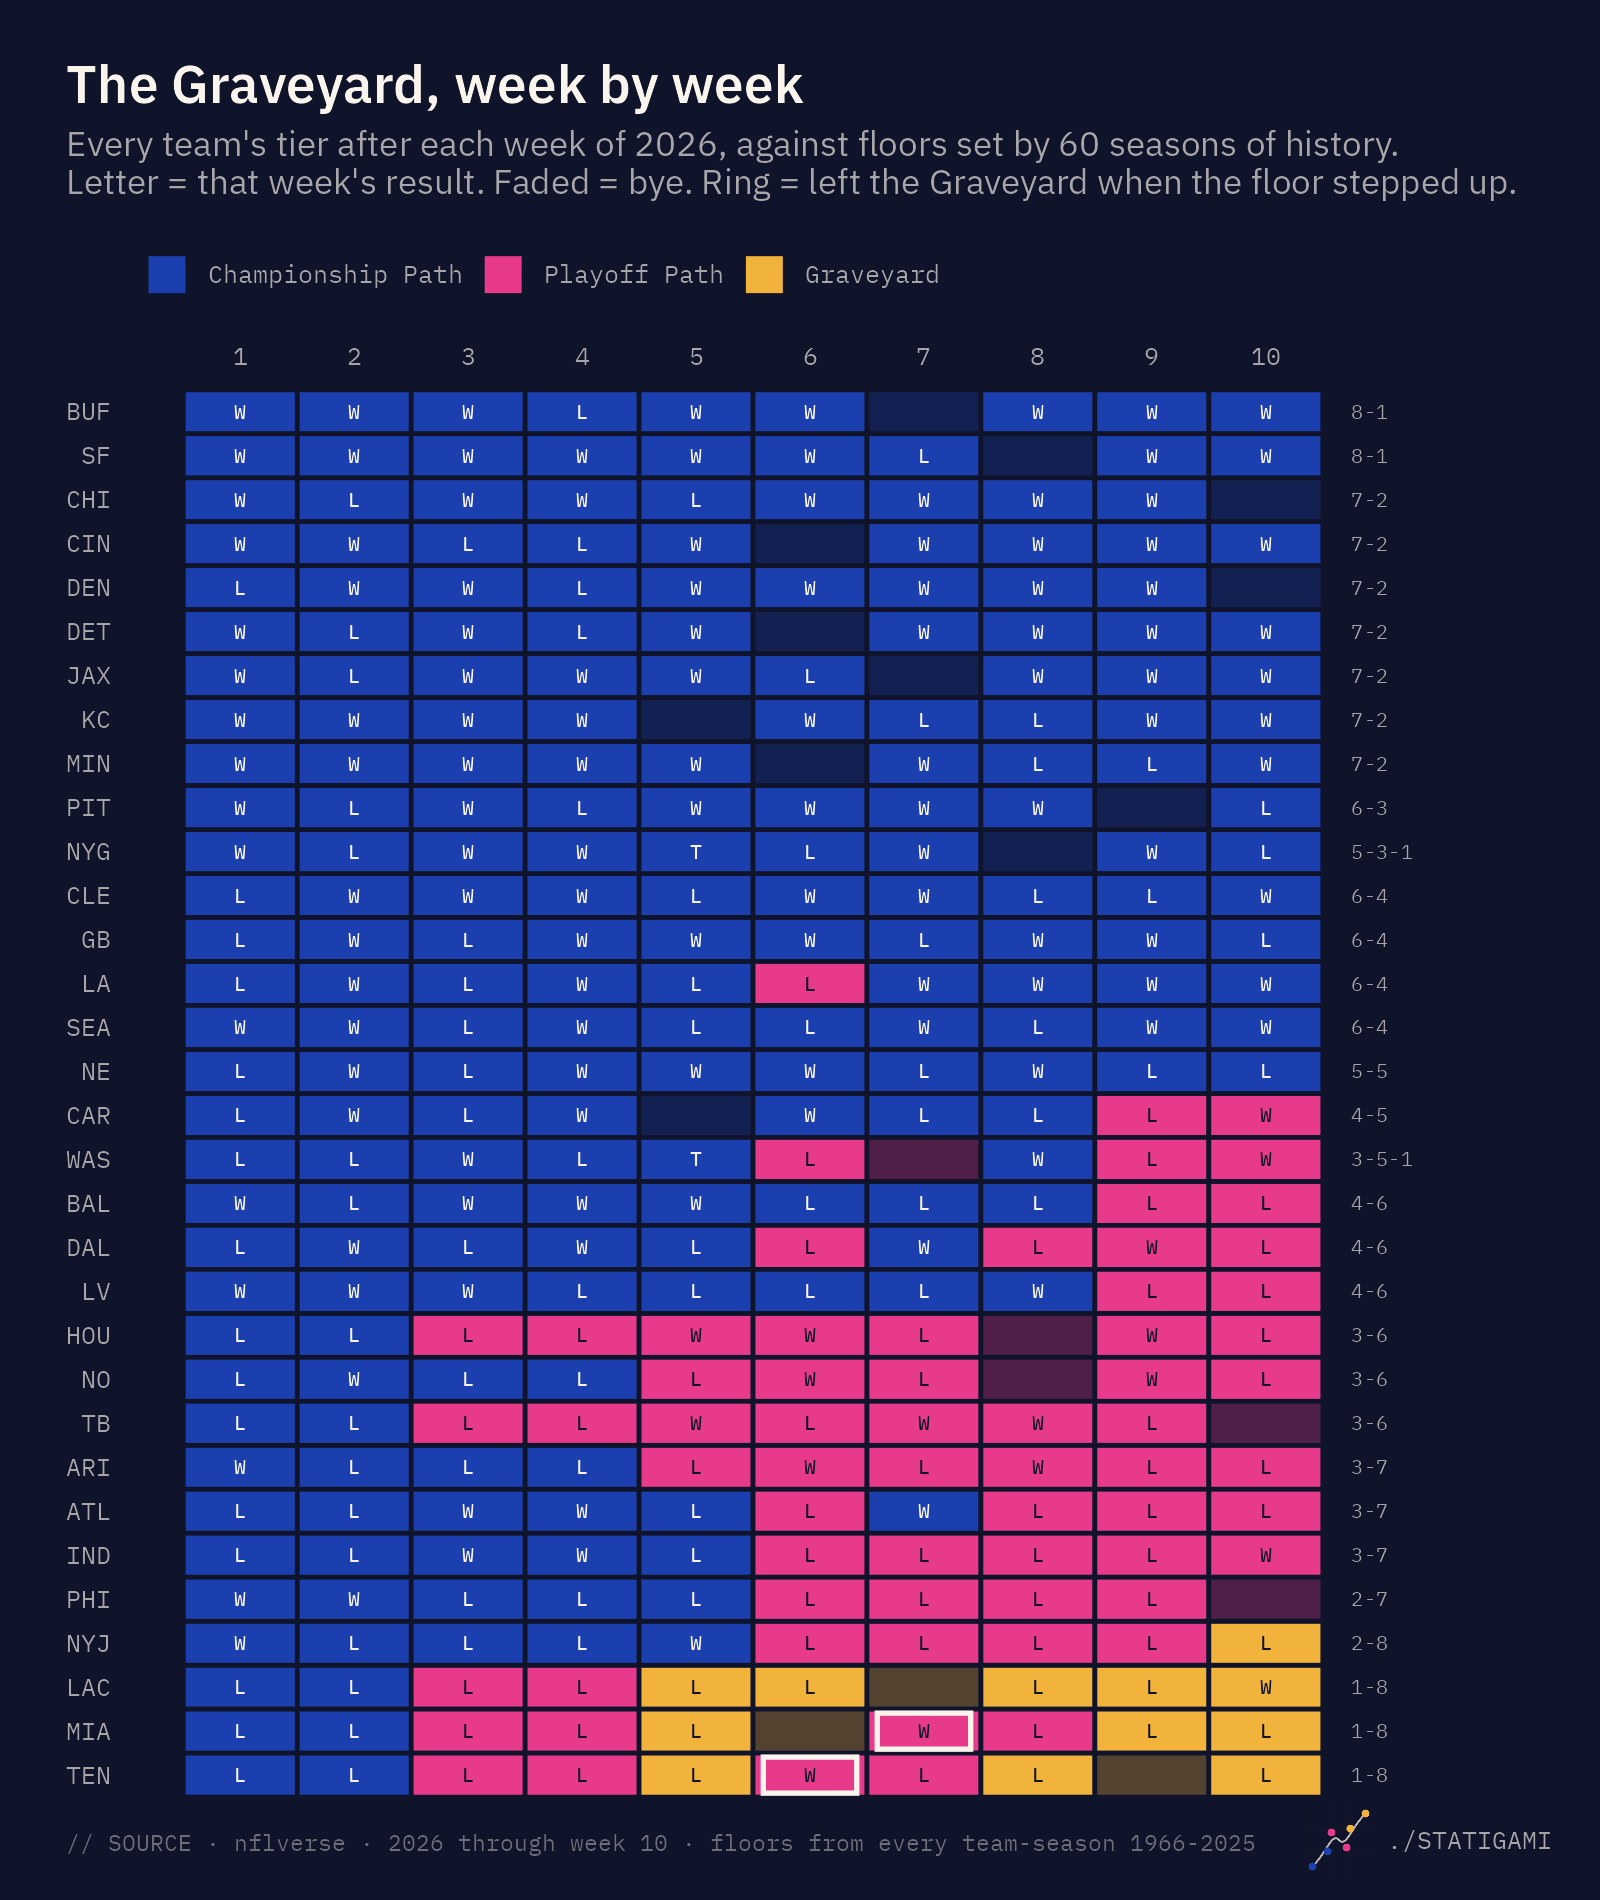 The Graveyard, week by week
Every team's tier after each week of 2026, against floors set by 60 seasons of history.
Letter = that week's result. Faded = bye. Ring = left the Graveyard when the floor stepped up.
Championship Path Playoff Path Graveyard
1 2 3 4 5 6 7 8 9 10
BUF W W W L W W W W W 8-1
SF W W W W W W L W W 8-1
CHI W L W W L W W W W 7-2
CIN W W L L W W W W W 7-2
DEN L W W L W W W W W 7-2
DET W L W L W W W W W 7-2
JAX W L W W W L W W W 7-2
KC W W W W W L L W W 7-2
MIN W W W W W W L L W 7-2
PIT W L W L W W W W L 6-3
NYG W L W W T L W W L 5-3-1
CLE L W W W L W W L L W 6-4
GB L W L W W W L W W L 6-4
LA L W L W L L W W W W 6-4
SEA W W L W L L W L W W 6-4
NE L W L W W W L W L L 5-5
CAR L W L W W L L L W 4-5
WAS L L W L T L W L W 3-5-1
BAL W L W W W L L L L L 4-6
DAL L W L W L L W L W L 4-6
LV W W W L L L L W L L 4-6
HOU L L L L W W L W L 3-6
NO L W L L L W L W L 3-6
TB L L L L W L W W L 3-6
ARI W L L L L W L W L L 3-7
ATL L L W W L L W L L L 3-7
IND L L W W L L L L L W 3-7
PHI W W L L L L L L L 2-7
NYJ W L L L W L L L L L 2-8
LAC L L L L L L L L W 1-8
MIA L L L L L W L L L 1-8
TEN L L L L L W L L L 1-8
// SOURCE · nflverse · 2026 through week 10 · floors from every team-season 1966-2025
./STATIGAMI